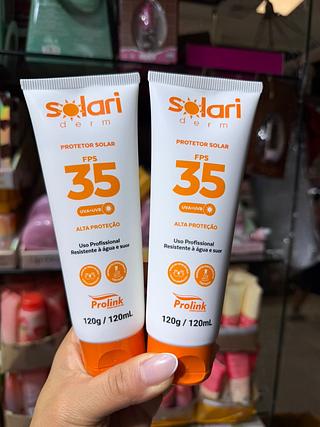 solari
derm
PROTETOR SOLAR
FPS
35
UVA+UVB
ALTA PROTEÇÃO
Uso Profissional
Resistente à água e suor
Prolink
120g / 120mL
solari
derm
PROTETOR SOLAR
FPS
35
UVA+UVB
ALTA PROTEÇÃO
Uso Profissional
Resistente à água e suor
Prolink
120g / 120mL